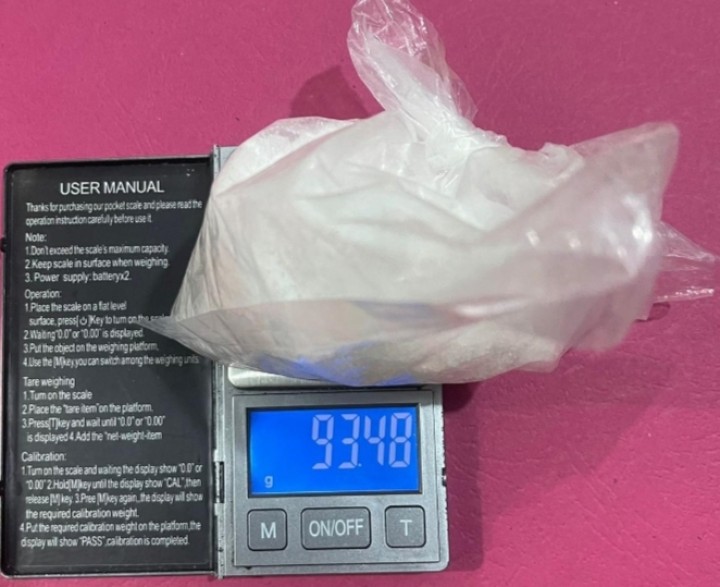 USER MANUAL
Thanks for purchasing our pocket scale and please read the
operation instruction carefully before use it.
Note:
1.Don't exceed the scale's maximum capacity.
2.Keep scale in surface when weighing.
3. Power supply: batteryx2.
Operation:
1.Place the scale on a flat level
surface, press[⏻]Key to turn on the scale
2.Waiting"0.0" or "0.00" is displayed.
3.Put the object on the weighing platform.
4.Use the [M]key,you can switch among the weighing units.
Tare weighing
1.Turn on the scale
2.Place the "tare item"on the platform.
3.Press[T]key and wait until "0.0" or "0.00"
is displayed 4.Add the "net-weight-item
Calibration:
1.Turn on the scale and waiting the display show "0.0" or
"0.00" 2.Hold[M]key until the display show "CAL",then
release [M] key. 3.Pree [M]key again,.the display will show
the required calibration weight.
4.Put the required calibration weight on the platform,the
display will show "PASS",calibration is completed.
93.48
g
M ON/OFF T